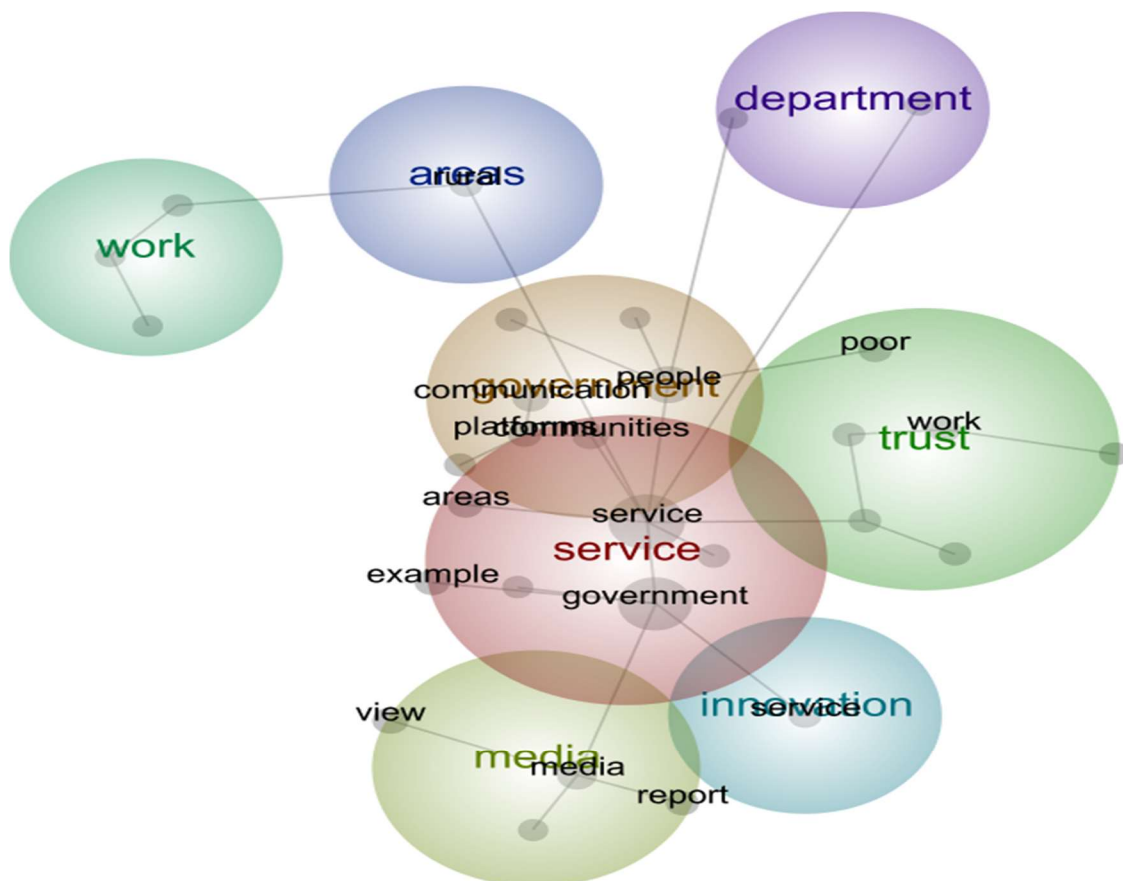 department
areas
rural
work
poor
people
government
communication
work
platforms
communities
trust
areas
service
service
example
government
view
innovation
service
media
media
report